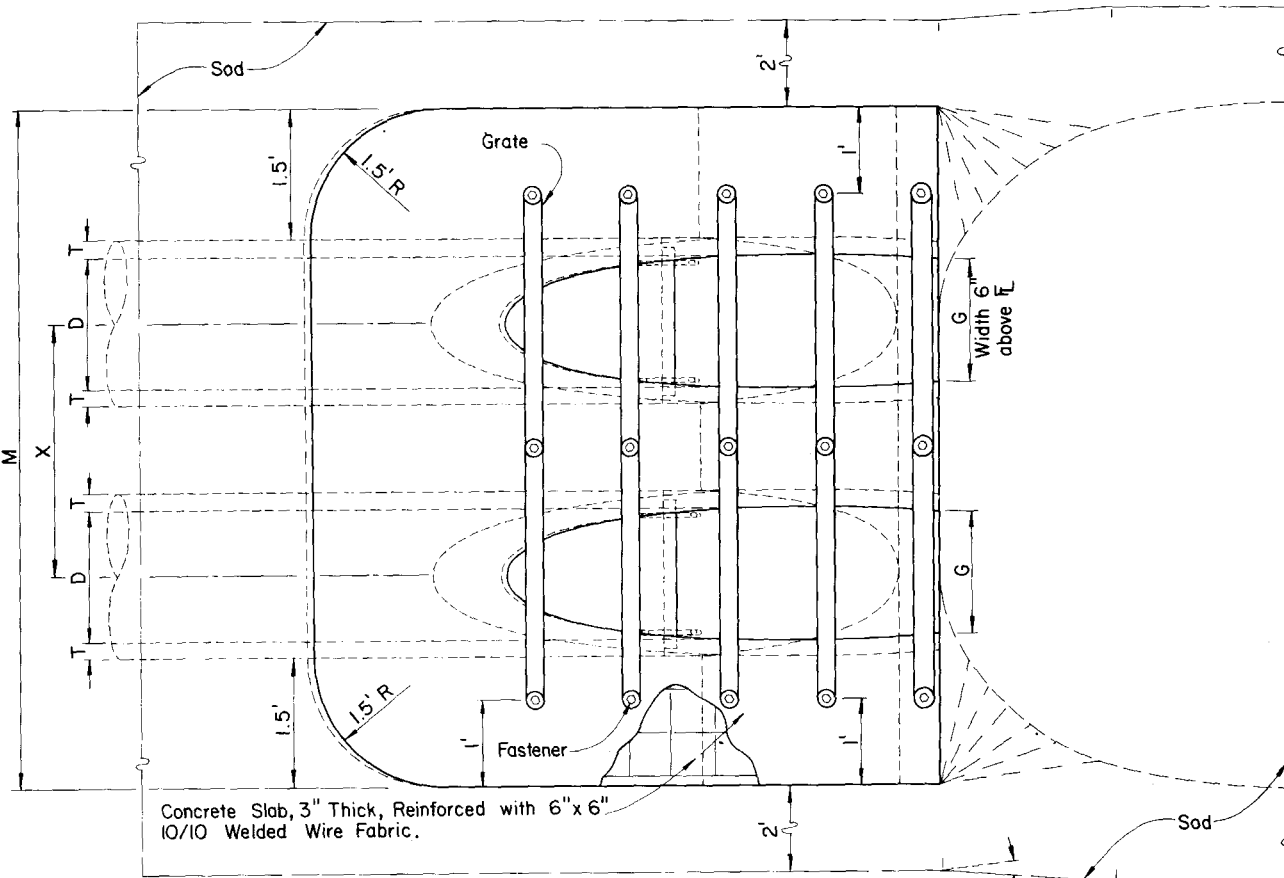 Sod
2'
Grate
1.5'
1.5' R
1'
T
D
T
X
M
G
Width 6"
above FL
T
D
T
G
1.5'
1.5' R
1'
Fastener
1'
Concrete Slab, 3" Thick, Reinforced with 6"x 6"
10/10 Welded Wire Fabric.
2'
Sod